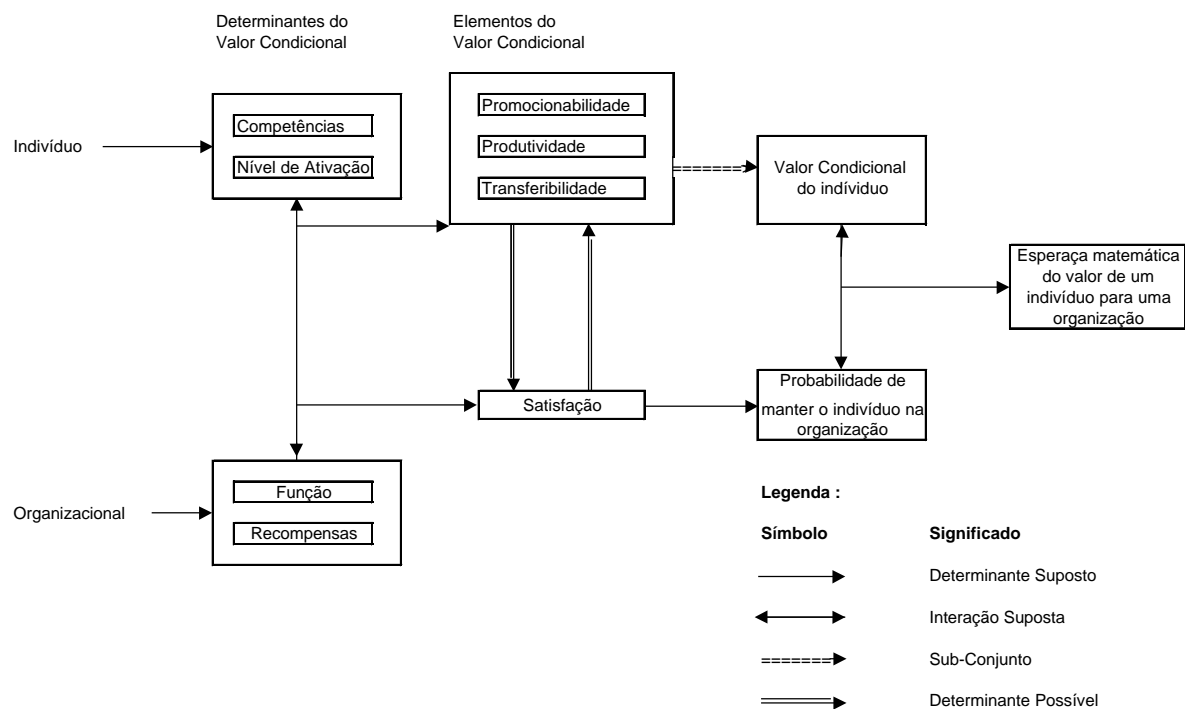 Determinantes do
Valor Condicional
Elementos do
Valor Condicional
Indivíduo
Competências
Nível de Ativação
Promocionabilidade
Produtividade
Transferibilidade
Valor Condicional
do indíviduo
Esperaça matemática
do valor de um
indivíduo para uma
organização
Satisfação
Probabilidade de
manter o indivíduo na
organização
Organizacional
Função
Recompensas
Legenda :
Símbolo Significado
Determinante Suposto
Interação Suposta
Sub-Conjunto
Determinante Possível